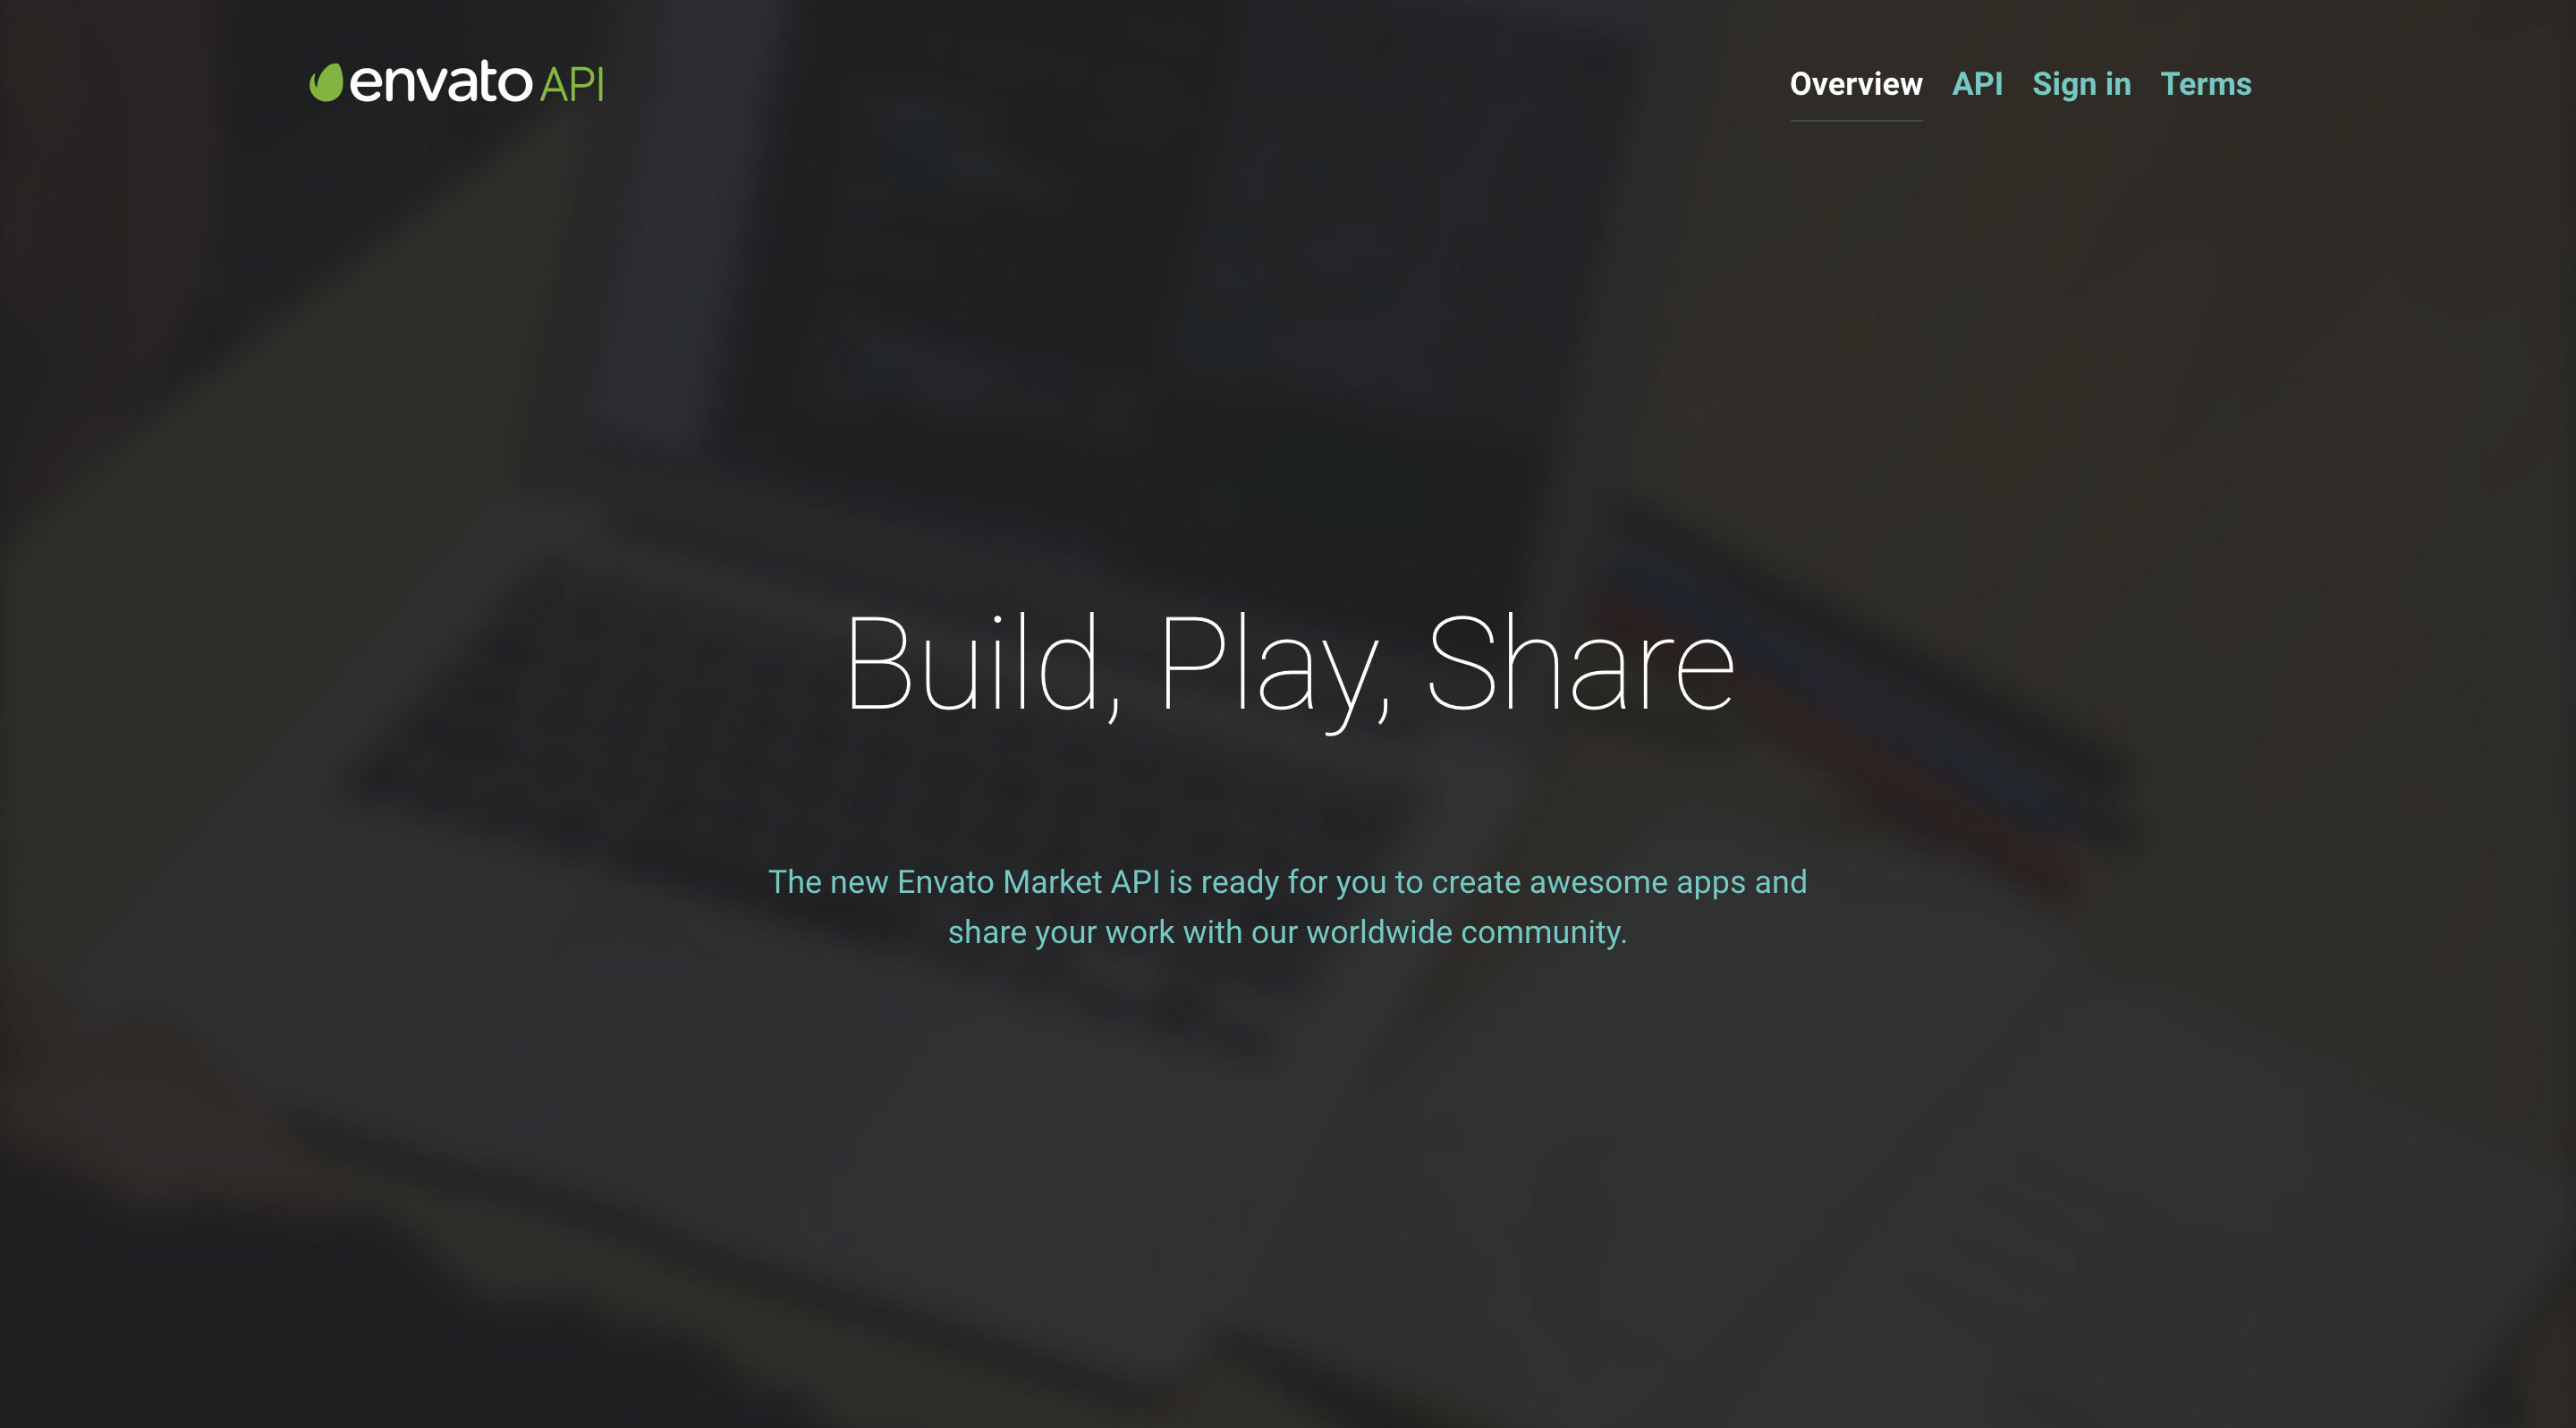 envato API
Overview API Sign in Terms
Build, Play, Share
The new Envato Market API is ready for you to create awesome apps and
share your work with our worldwide community.